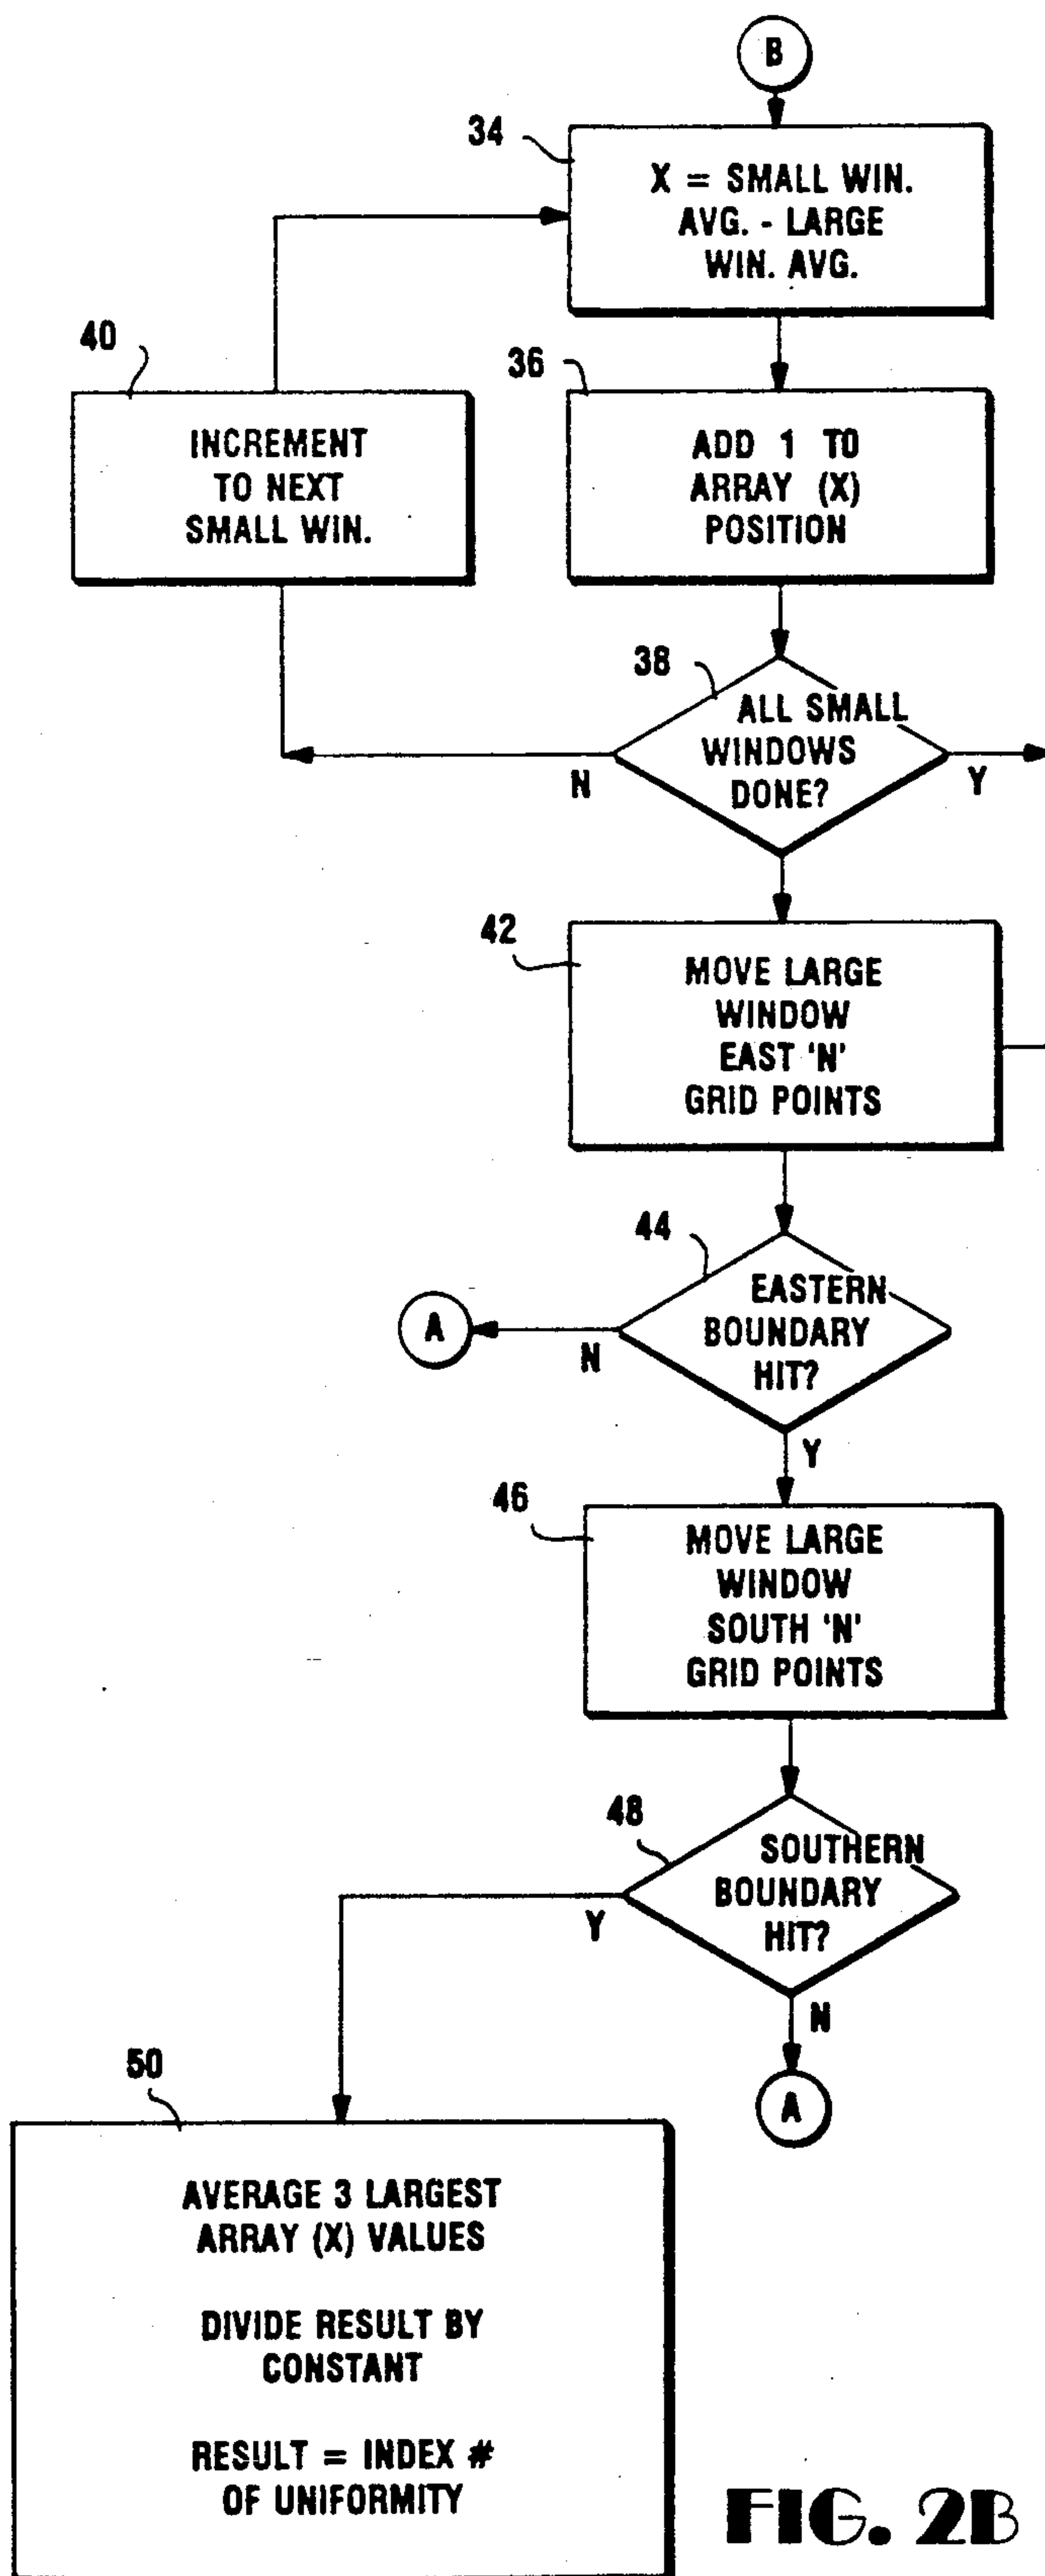 B
34
X = SMALL WIN.
AVG. - LARGE
WIN. AVG.
40
INCREMENT
TO NEXT
SMALL WIN.
36
ADD 1 TO
ARRAY (X)
POSITION
38
ALL SMALL
WINDOWS
DONE?
N
Y
42
MOVE LARGE
WINDOW
EAST 'N'
GRID POINTS
44
EASTERN
BOUNDARY
HIT?
A
N
Y
46
MOVE LARGE
WINDOW
SOUTH 'N'
GRID POINTS
48
SOUTHERN
BOUNDARY
HIT?
Y
N
A
50
AVERAGE 3 LARGEST
ARRAY (X) VALUES
DIVIDE RESULT BY
CONSTANT
RESULT = INDEX #
OF UNIFORMITY
FIG. 2B